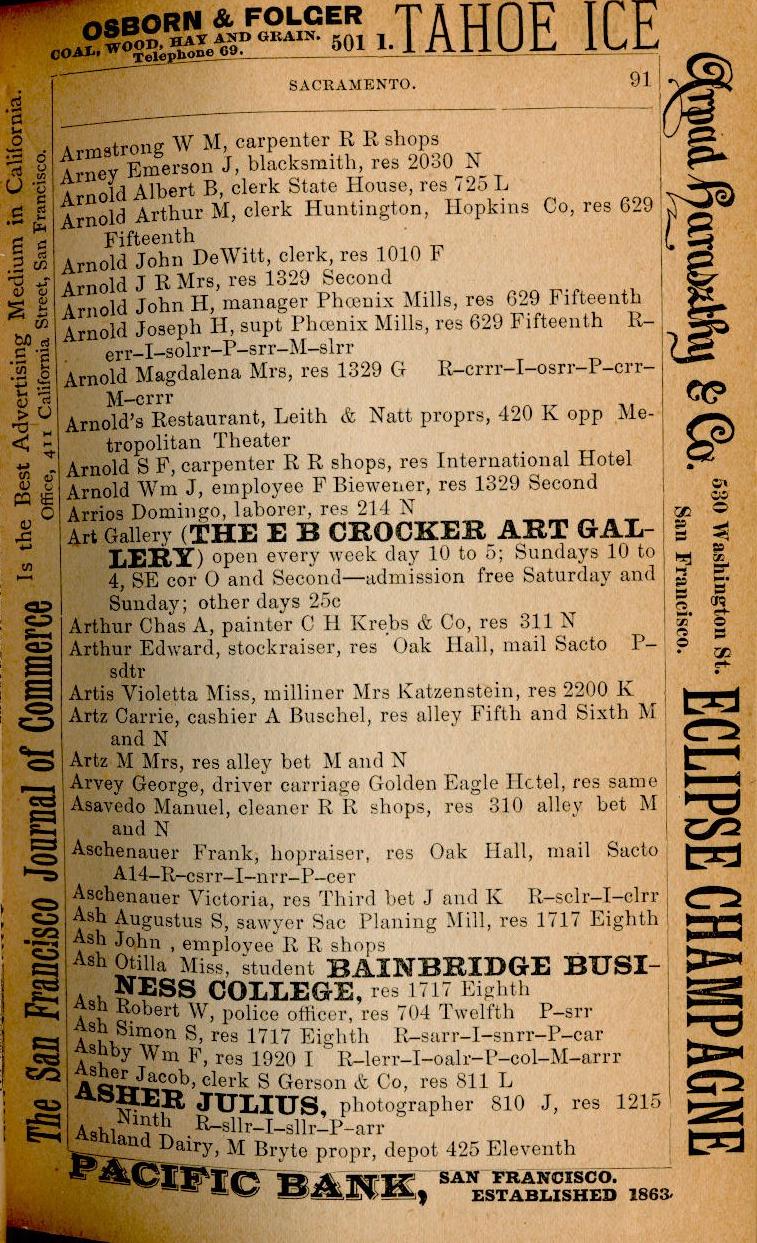 OSBORN & FOLGER
COAL, WOOD, HAY AND GRAIN. 501 I.
Telephone 69.
TAHOE ICE
SACRAMENTO. 91
Armstrong W M, carpenter R R shops
Arney Emerson J, blacksmith, res 2030 N
Arnold Albert B, clerk State House, res 725 L
Arnold Arthur M, clerk Huntington, Hopkins Co, res 629
Fifteenth
Arnold John DeWitt, clerk, res 1010 F
Arnold J R Mrs, res 1329 Second
Arnold John H, manager Phœnix Mills, res 629 Fifteenth
Arnold Joseph H, supt Phœnix Mills, res 629 Fifteenth R–
err–I–solrr–P–srr–M–slrr
Arnold Magdalena Mrs, res 1329 G R–crrr–I–osrr–P–crr–
M–crrr
Arnold's Restaurant, Leith & Natt proprs, 420 K opp Me-
tropolitan Theater
Arnold S F, carpenter R R shops, res International Hotel
Arnold Wm J, employee F Biewener, res 1329 Second
Arrios Domingo, laborer, res 214 N
Art Gallery (THE E B CROCKER ART GAL-
LERY) open every week day 10 to 5; Sundays 10 to
4, SE cor O and Second—admission free Saturday and
Sunday; other days 25c
Arthur Chas A, painter C H Krebs & Co, res 311 N
Arthur Edward, stockraiser, res Oak Hall, mail Sacto P–
sdtr
Artis Violetta Miss, milliner Mrs Katzenstein, res 2200 K
Artz Carrie, cashier A Buschel, res alley Fifth and Sixth M
and N
Artz M Mrs, res alley bet M and N
Arvey George, driver carriage Golden Eagle Hotel, res same
Asavedo Manuel, cleaner R R shops, res 310 alley bet M
and N
Aschenauer Frank, hopraiser, res Oak Hall, mail Sacto
A14–R–csrr–I–nrr–P–cer
Aschenauer Victoria, res Third bet J and K R–sclr–I–clrr
Ash Augustus S, sawyer Sac Planing Mill, res 1717 Eighth
Ash John , employee R R shops
Ash Otilla Miss, student BAINBRIDGE BUSI-
NESS COLLEGE, res 1717 Eighth
Ash Robert W, police officer, res 704 Twelfth P–srr
Ash Simon S, res 1717 Eighth R–sarr–I–snrr–P–car
Ashby Wm F, res 1920 I R–lerr–I–oalr–P–col–M–arrr
Asher Jacob, clerk S Gerson & Co, res 811 L
ASHER JULIUS, photographer 810 J, res 1215
Ninth R–sllr–I–sllr–P–arr
Ashland Dairy, M Bryte propr, depot 425 Eleventh
PACIFIC BANK, SAN FRANCISCO.
ESTABLISHED 1863.
The San Francisco Journal of Commerce Is the Best Advertising Medium in California.
Office, 411 California Street, San Francisco.
Arpad Haraszthy & Co. 530 Washington St.
San Francisco.
ECLIPSE CHAMPAGNE